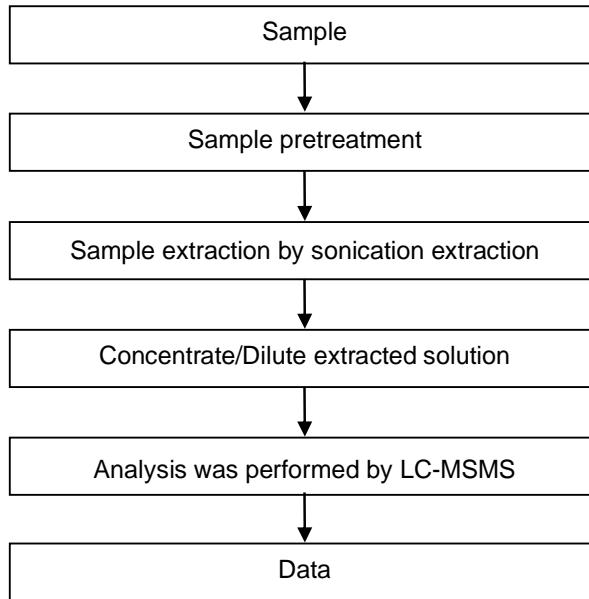 Sample
Sample pretreatment
Sample extraction by sonication extraction
Concentrate/Dilute extracted solution
Analysis was performed by LC-MSMS
Data